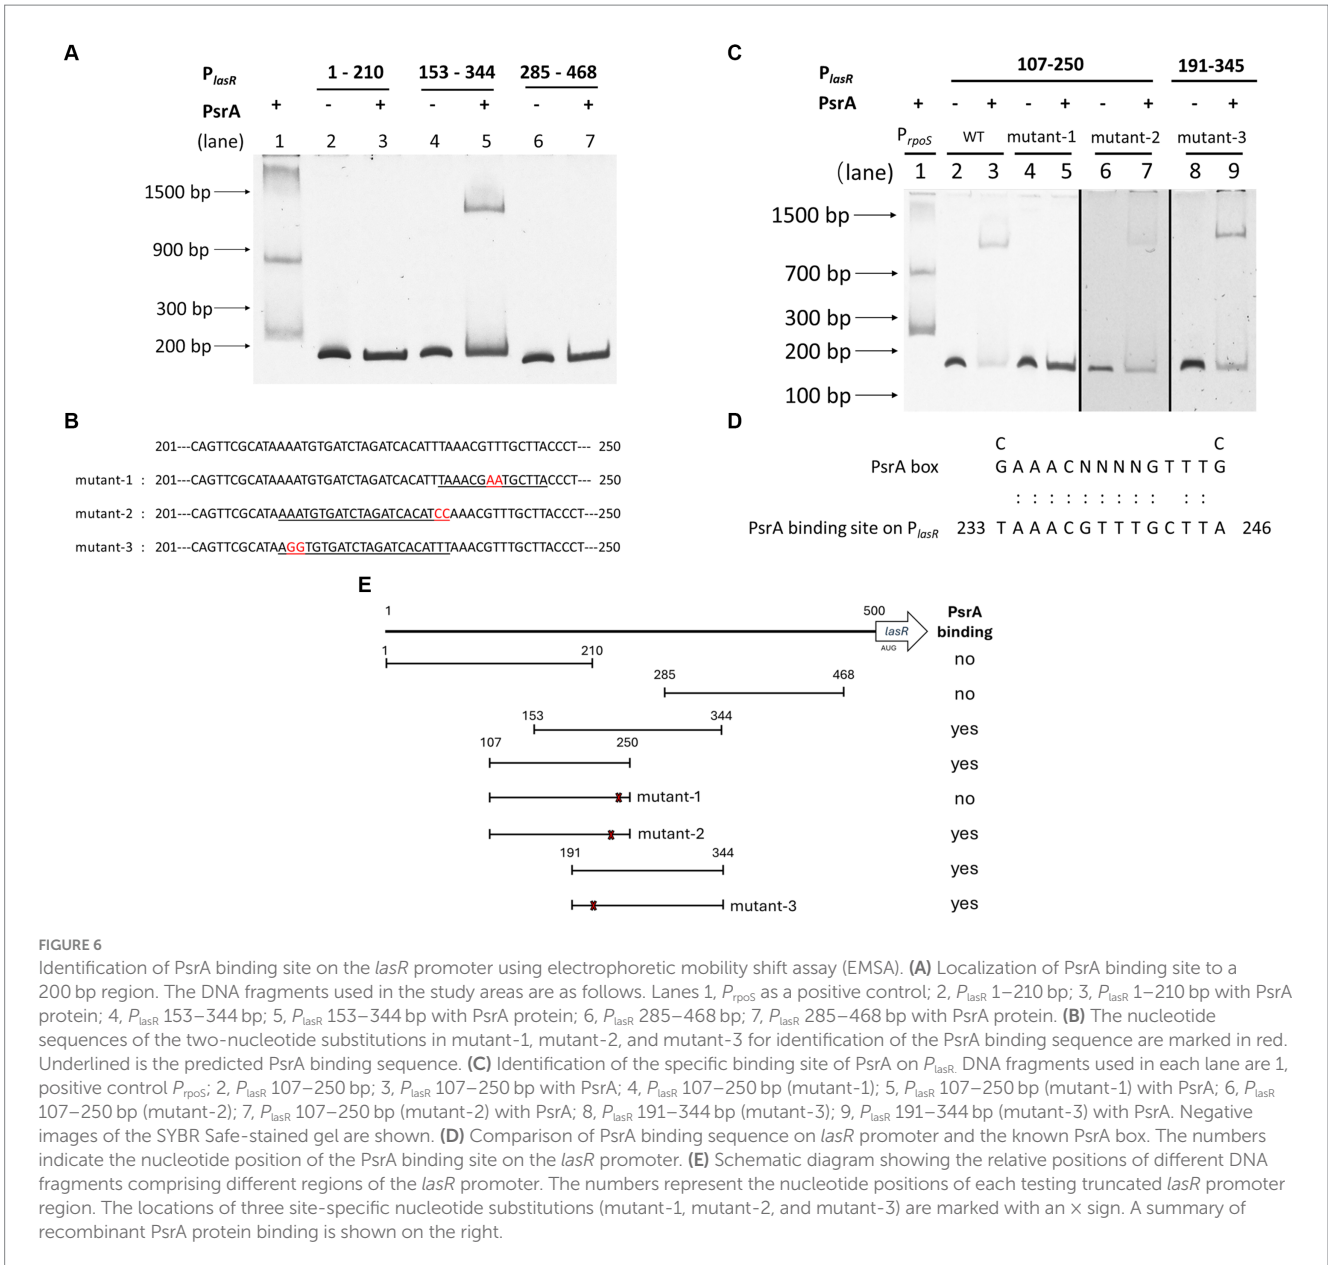 A
P lasR 1 - 210 153 - 344 285 - 468
PsrA + - + - + - +
(lane) 1 2 3 4 5 6 7
1500 bp
900 bp
300 bp
200 bp
B
201---CAGTTCGCATAAAATGTGATCTAGATCACATTTAAACGTTTGCTTACCCT--- 250
mutant-1 : 201---CAGTTCGCATAAAATGTGATCTAGATCACATTTAAACGAATGCTTACCCT--- 250
mutant-2 : 201---CAGTTCGCATAAAATGTGATCTAGATCACATCCAAACGTTTGCTTACCCT---250
mutant-3 : 201---CAGTTCGCATAAGGTGTGATCTAGATCACATTTAAACGTTTGCTTACCCT---250
C
P lasR 107-250 191-345
PsrA + - + - + - + - +
P rpoS WT mutant-1 mutant-2 mutant-3
(lane) 1 2 3 4 5 6 7 8 9
1500 bp
700 bp
300 bp
200 bp
100 bp
D
C C
PsrA box G A A A C N N N N G T T T G
: : : : : : : : : : :
PsrA binding site on P lasR 233 T A A A C G T T T G C T T A 246
E
1 500 PsrA
lasR binding
AUG
1 210 no
285 468 no
153 344 yes
107 250 yes
mutant-1 no
mutant-2 yes
191 344 yes
mutant-3 yes
FIGURE 6
Identification of PsrA binding site on the lasR promoter using electrophoretic mobility shift assay (EMSA). (A) Localization of PsrA binding site to a
200 bp region. The DNA fragments used in the study areas are as follows. Lanes 1, PrpoS as a positive control; 2, PlasR 1–210 bp; 3, PlasR 1–210 bp with PsrA
protein; 4, PlasR 153–344 bp; 5, PlasR 153–344 bp with PsrA protein; 6, PlasR 285–468 bp; 7, PlasR 285–468 bp with PsrA protein. (B) The nucleotide
sequences of the two-nucleotide substitutions in mutant-1, mutant-2, and mutant-3 for identification of the PsrA binding sequence are marked in red.
Underlined is the predicted PsrA binding sequence. (C) Identification of the specific binding site of PsrA on PlasR. DNA fragments used in each lane are 1,
positive control PrpoS; 2, PlasR 107–250 bp; 3, PlasR 107–250 bp with PsrA; 4, PlasR 107–250 bp (mutant-1); 5, PlasR 107–250 bp (mutant-1) with PsrA; 6, PlasR
107–250 bp (mutant-2); 7, PlasR 107–250 bp (mutant-2) with PsrA; 8, PlasR 191–344 bp (mutant-3); 9, PlasR 191–344 bp (mutant-3) with PsrA. Negative
images of the SYBR Safe-stained gel are shown. (D) Comparison of PsrA binding sequence on lasR promoter and the known PsrA box. The numbers
indicate the nucleotide position of the PsrA binding site on the lasR promoter. (E) Schematic diagram showing the relative positions of different DNA
fragments comprising different regions of the lasR promoter. The numbers represent the nucleotide positions of each testing truncated lasR promoter
region. The locations of three site-specific nucleotide substitutions (mutant-1, mutant-2, and mutant-3) are marked with an × sign. A summary of
recombinant PsrA protein binding is shown on the right.